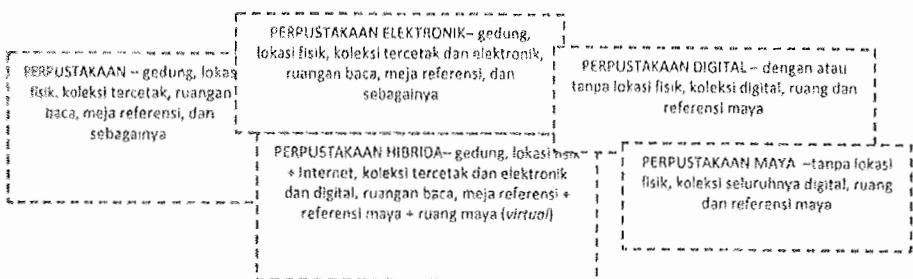 PERPUSTAKAAN – gedung, lokas
fisik, koleksi tercetak, ruangan
baca, meja referensi, dan
sebagainya
PERPUSTAKAAN ELEKTRONIK– gedung,
lokasi fisik, koleksi tercetak dan elektronik,
ruangan baca, meja referensi, dan
sebagainya
PERPUSTAKAAN HIBRIDA– gedung, lokasi fisik
+ Internet, koleksi tercetak dan elektronik
dan digital, ruangan baca, meja referensi +
referensi maya + ruang maya (virtual)
PERPUSTAKAAN DIGITAL – dengan atau
tanpa lokasi fisik, koleksi digital, ruang dan
referensi maya
PERPUSTAKAAN MAYA –tanpa lokasi
fisik, koleksi seluruhnya digital, ruang
dan referensi maya